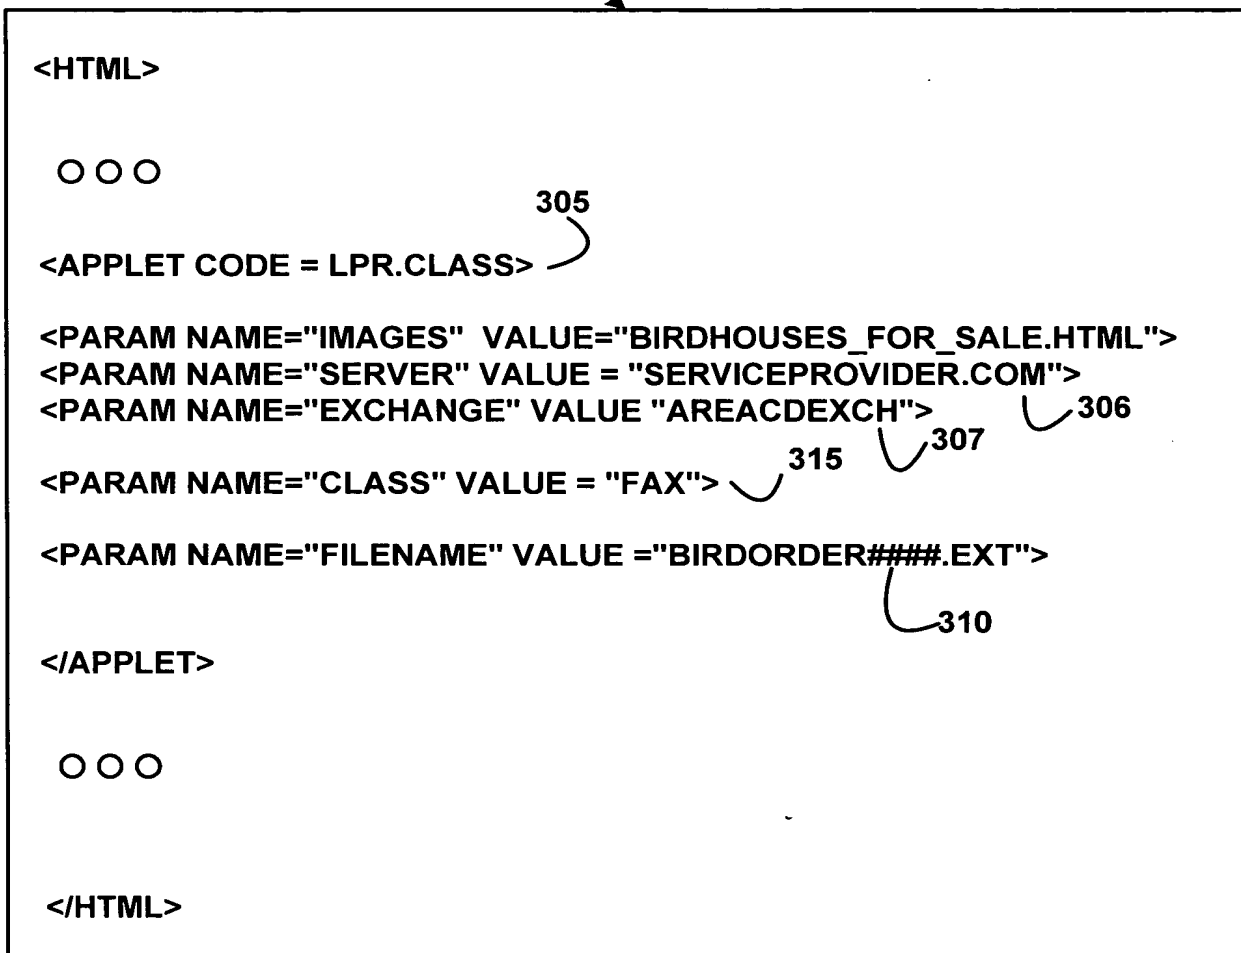 <HTML>
○ ○ ○
305
<APPLET CODE = LPR.CLASS>
<PARAM NAME="IMAGES" VALUE="BIRDHOUSES_FOR_SALE.HTML">
<PARAM NAME="SERVER" VALUE = "SERVICEPROVIDER.COM">
<PARAM NAME="EXCHANGE" VALUE "AREACDEXCH">
306
307
315
<PARAM NAME="CLASS" VALUE = "FAX">
<PARAM NAME="FILENAME" VALUE ="BIRDORDER####.EXT">
310
</APPLET>
○ ○ ○
</HTML>